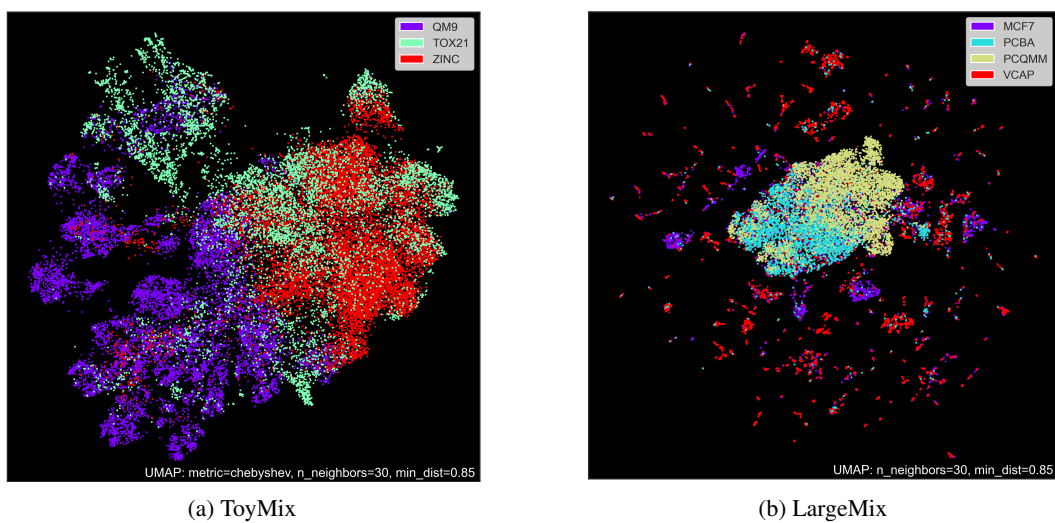 QM9
TOX21
ZINC
UMAP: metric=chebyshev, n_neighbors=30, min_dist=0.85
(a) ToyMix
MCF7
PCBA
PCQMM
VCAP
UMAP: n_neighbors=30, min_dist=0.85
(b) LargeMix